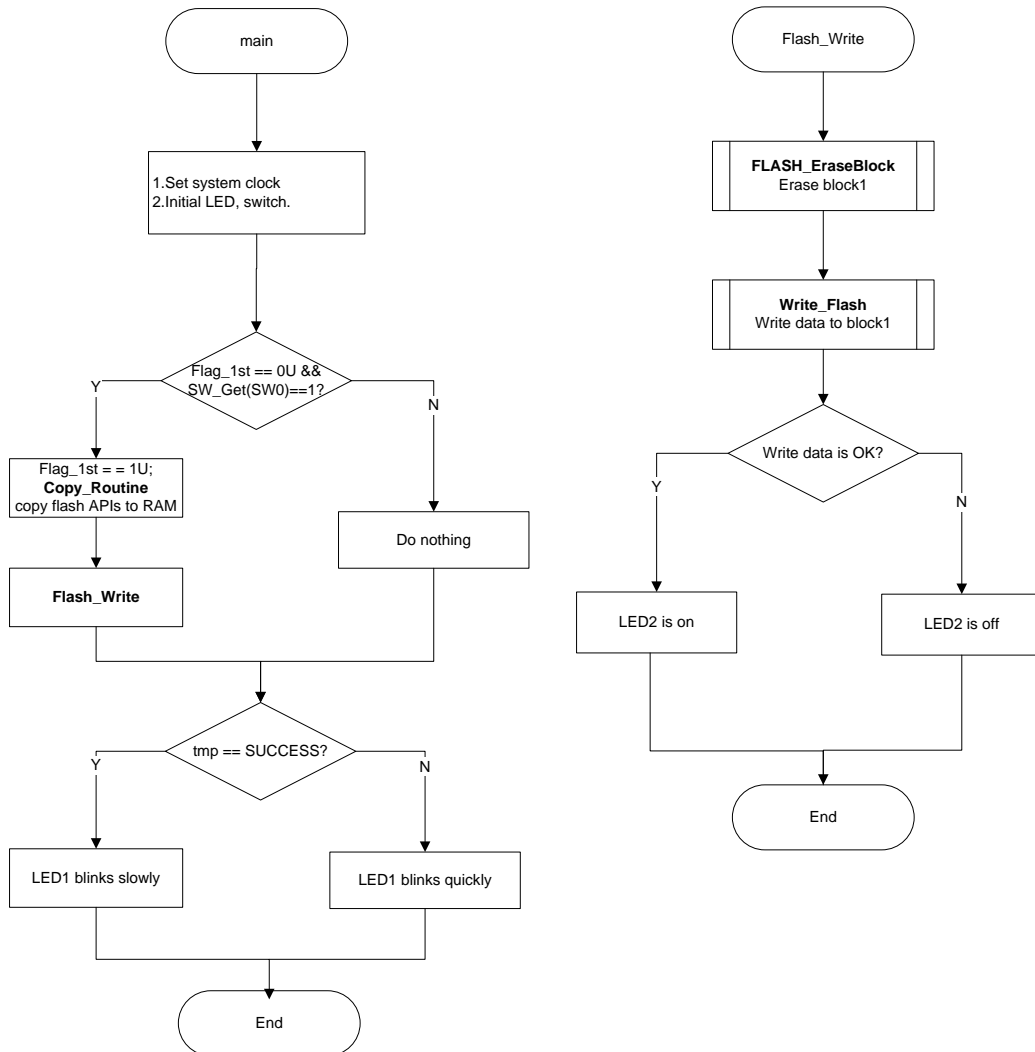 main
1.Set system clock
2.Initial LED, switch.
Flag_1st == 0U &&
SW_Get(SW0)==1?
Y
N
Flag_1st = = 1U;
Copy_Routine
copy flash APIs to RAM
Do nothing
Flash_Write
tmp == SUCCESS?
Y
N
LED1 blinks slowly
LED1 blinks quickly
End
Flash_Write
FLASH_EraseBlock
Erase block1
Write_Flash
Write data to block1
Write data is OK?
Y
N
LED2 is on
LED2 is off
End